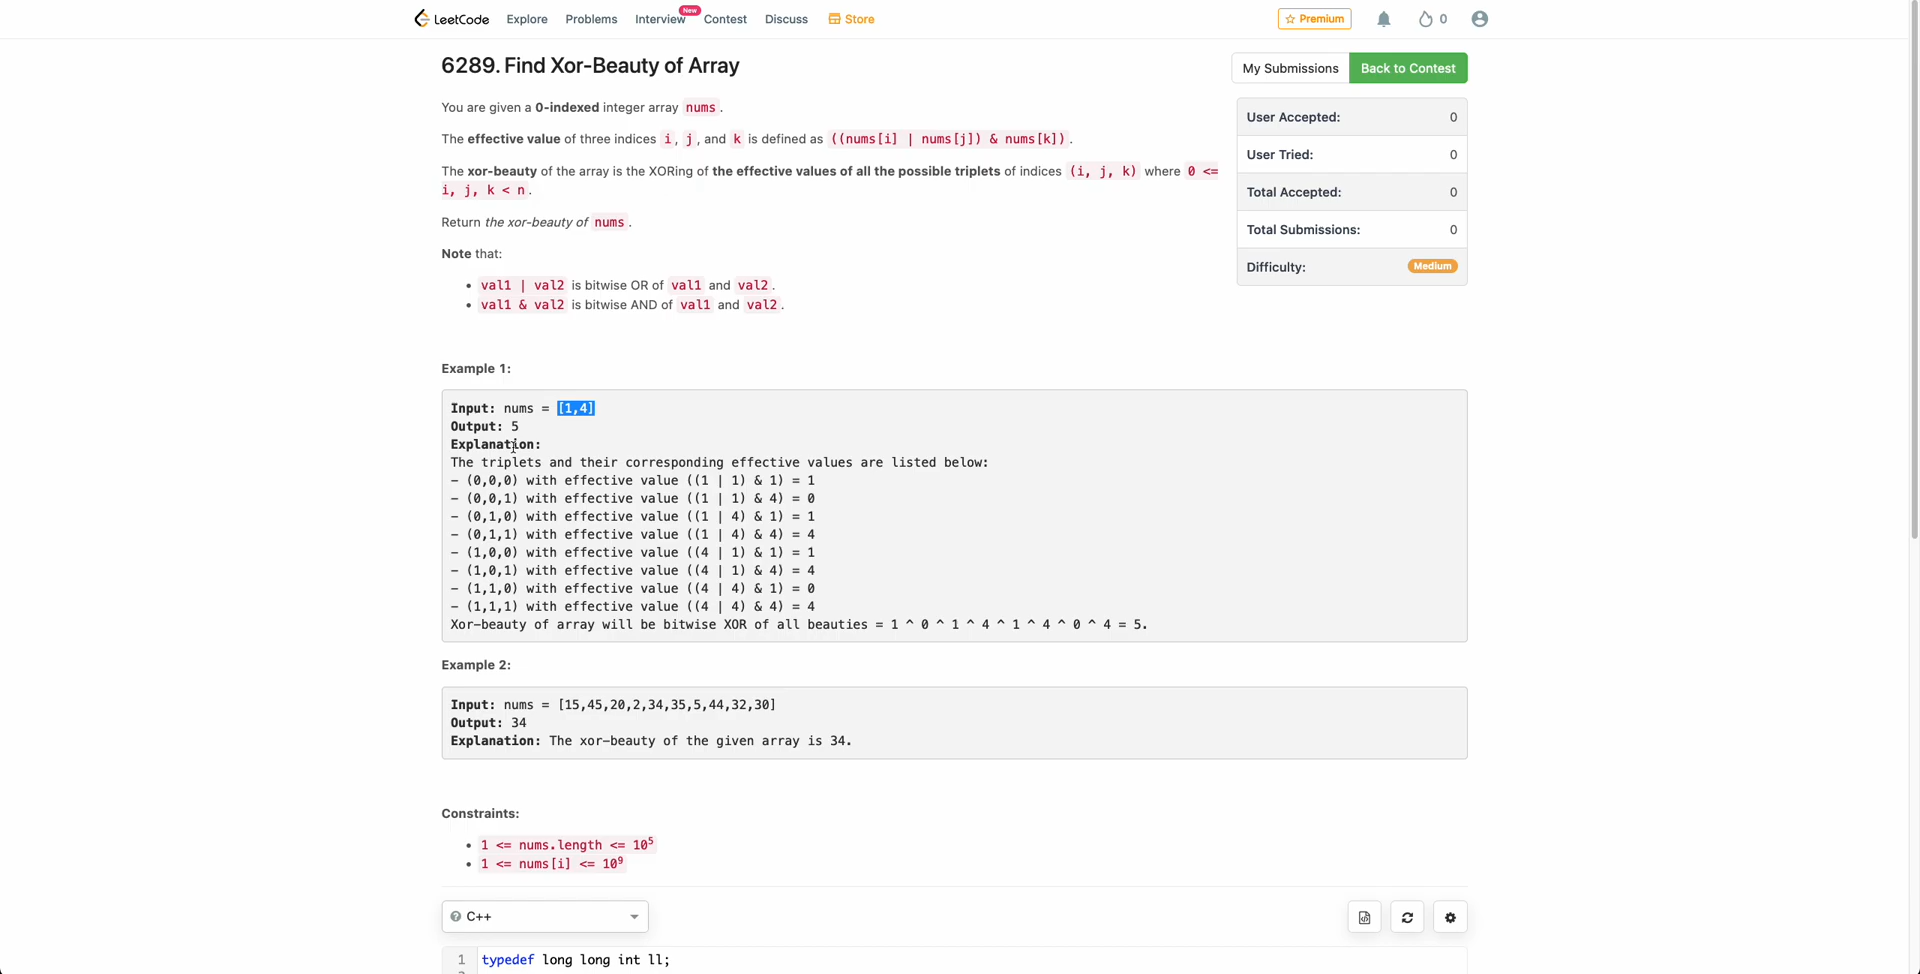 LeetCode Explore Problems Interview New Contest Discuss Store Premium 0
6289. Find Xor-Beauty of Array
My Submissions Back to Contest
You are given a 0-indexed integer array nums.
The effective value of three indices i, j, and k is defined as ((nums[i] | nums[j]) & nums[k]).
The xor-beauty of the array is the XORing of the effective values of all the possible triplets of indices (i, j, k) where 0 <=
i, j, k < n.
Return the xor-beauty of nums.
Note that:
• val1 | val2 is bitwise OR of val1 and val2.
• val1 & val2 is bitwise AND of val1 and val2.
User Accepted: 0
User Tried: 0
Total Accepted: 0
Total Submissions: 0
Difficulty: Medium
Example 1:
Input: nums = [1,4]
Output: 5
Explanation:
The triplets and their corresponding effective values are listed below:
- (0,0,0) with effective value ((1 | 1) & 1) = 1
- (0,0,1) with effective value ((1 | 1) & 4) = 0
- (0,1,0) with effective value ((1 | 4) & 1) = 1
- (0,1,1) with effective value ((1 | 4) & 4) = 4
- (1,0,0) with effective value ((4 | 1) & 1) = 1
- (1,0,1) with effective value ((4 | 1) & 4) = 4
- (1,1,0) with effective value ((4 | 4) & 1) = 0
- (1,1,1) with effective value ((4 | 4) & 4) = 4
Xor-beauty of array will be bitwise XOR of all beauties = 1 ^ 0 ^ 1 ^ 4 ^ 1 ^ 4 ^ 0 ^ 4 = 5.
Example 2:
Input: nums = [15,45,20,2,34,35,5,44,32,30]
Output: 34
Explanation: The xor-beauty of the given array is 34.
Constraints:
• 1 <= nums.length <= 10⁵
• 1 <= nums[i] <= 10⁹
C++
1 typedef long long int ll;